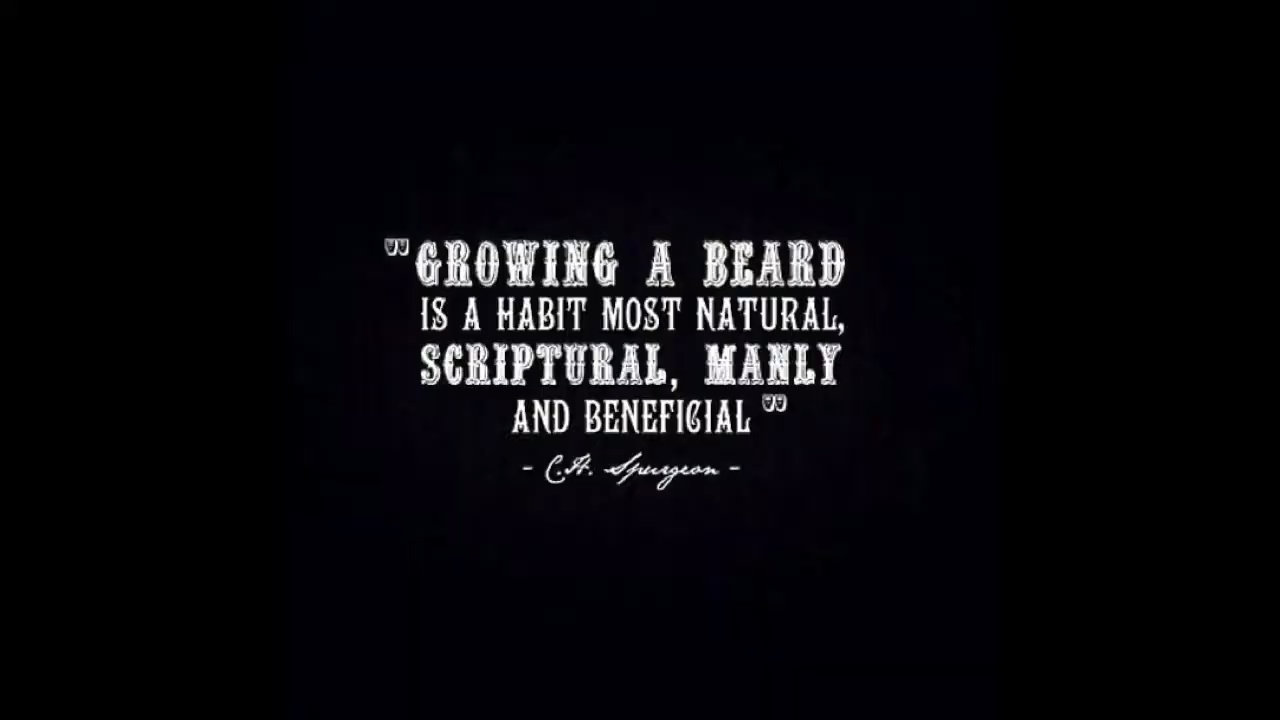 "GROWING A BEARD
IS A HABIT MOST NATURAL,
SCRIPTURAL, MANLY
AND BENEFICIAL"
- C.H. Spurgeon -